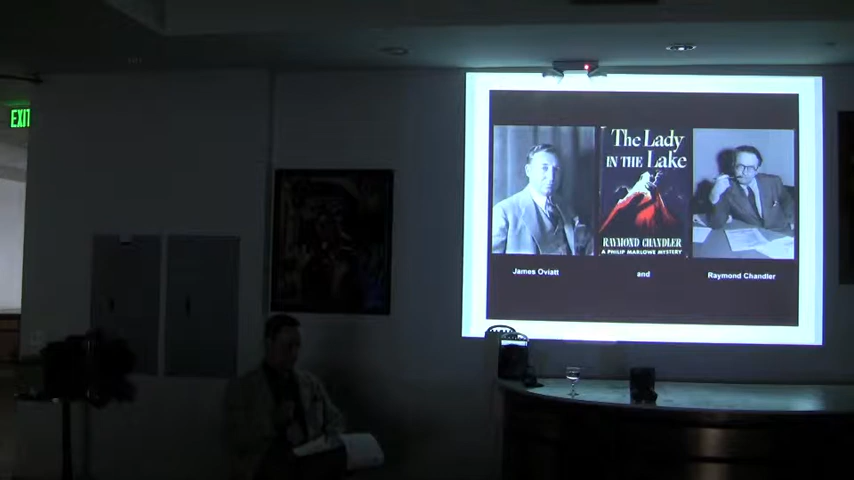 EXIT
The Lady
IN THE Lake
RAYMOND CHANDLER
A PHILIP MARLOWE MYSTERY
James Oviatt
and
Raymond Chandler